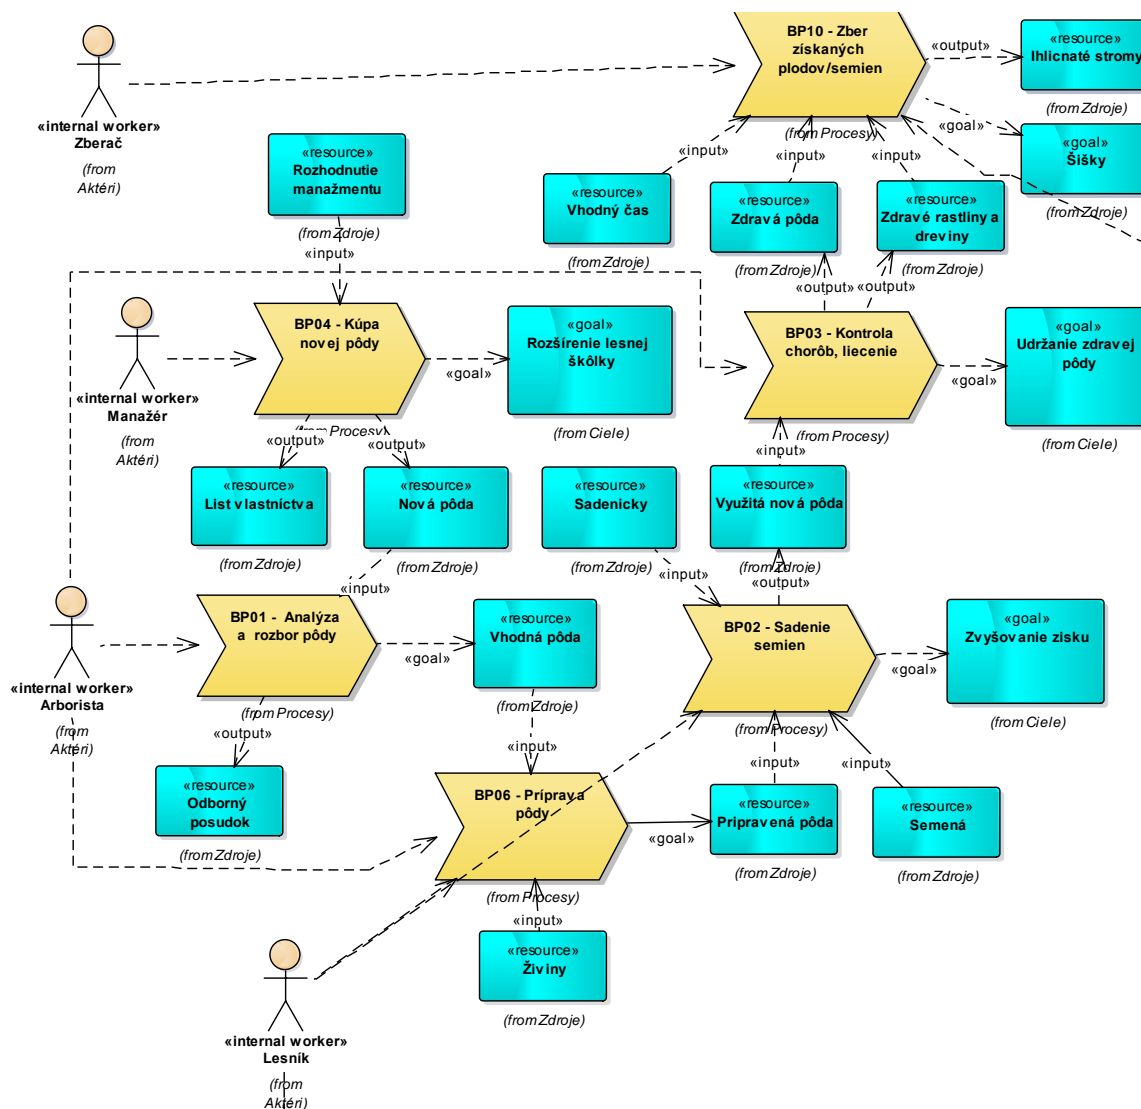 BP10 - Zber
získaných
plodov/semien
(from Procesy)
«output»
«resource»
Ihlicnaté stromy
(from Zdroje)
«goal»
«goal»
Šišky
(from Zdroje)
«internal worker»
Zberač
(from
Aktéri)
«resource»
Rozhodnutie
manažmentu
(from Zdroje)
«input»
«input»
«input»
«input»
«resource»
Vhodný čas
(from Zdroje)
«resource»
Zdravá pôda
(from Zdroje)
«resource»
Zdravé rastliny a
dreviny
(from Zdroje)
«output»
«output»
«internal worker»
Manažér
(from
Aktéri)
BP04 - Kúpa
novej pôdy
(from Procesy)
«goal»
«goal»
Rozšírenie lesnej
škôlky
(from Ciele)
BP03 - Kontrola
chorôb, liecenie
(from Procesy)
«goal»
«goal»
Udržanie zdravej
pôdy
(from Ciele)
«output»
«output»
«input»
«resource»
List vlastníctva
(from Zdroje)
«resource»
Nová pôda
(from Zdroje)
«resource»
Sadenicky
(from Zdroje)
«resource»
Využitá nová pôda
(from Zdroje)
«input»
«input»
«output»
«internal worker»
Arborista
(from
Aktéri)
BP01 - Analýza
a rozbor pôdy
(from Procesy)
«goal»
«resource»
Vhodná pôda
(from Zdroje)
BP02 - Sadenie
semien
(from Procesy)
«goal»
«goal»
Zvyšovanie zisku
(from Ciele)
«output»
«input»
«input»
«input»
«resource»
Odborný
posudok
(from Zdroje)
BP06 - Príprava
pôdy
(from Procesy)
«goal»
«resource»
Pripravená pôda
(from Zdroje)
«resource»
Semená
(from Zdroje)
«input»
«resource»
Živiny
(from Zdroje)
«internal worker»
Lesník
(from
Aktéri)